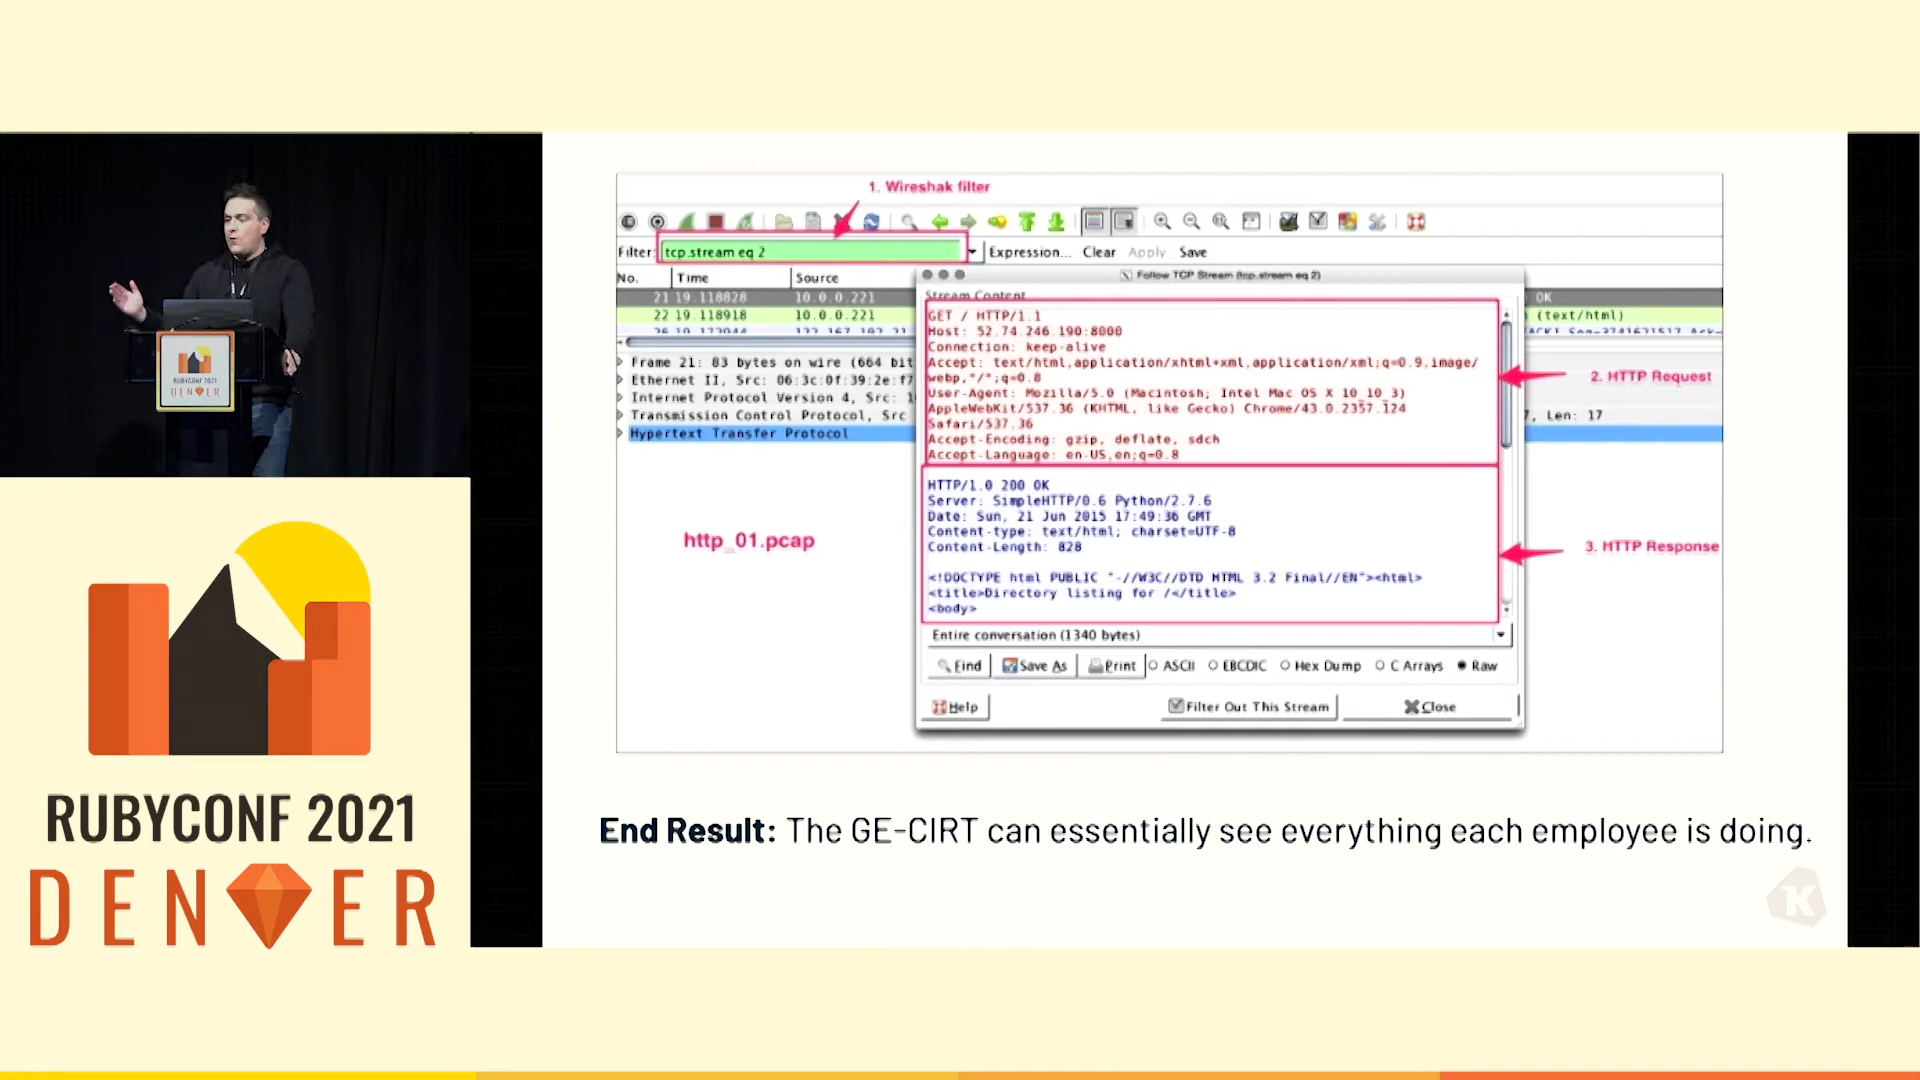 1. Wireshak filter
Filter: tcp.stream eq 2 Expression... Clear Apply Save
No. Time Source
21 19.118828 10.0.0.221 OK
22 19.118918 10.0.0.221 (text/html)
Frame 21: 83 bytes on wire (664 bit
Ethernet II, Src: 06:3c:0f:39:2e:f7
Internet Protocol Version 4, Src: 1
Transmission Control Protocol, Src , Len: 17
Hypertext Transfer Protocol
Follow TCP Stream (tcp.stream eq 2)
Stream Content
GET / HTTP/1.1
Host: 52.74.246.190:8000
Connection: keep-alive
Accept: text/html,application/xhtml+xml,application/xml;q=0.9,image/
webp,*/*;q=0.8
User-Agent: Mozilla/5.0 (Macintosh; Intel Mac OS X 10_10_3)
AppleWebKit/537.36 (KHTML, like Gecko) Chrome/43.0.2357.124
Safari/537.36
Accept-Encoding: gzip, deflate, sdch
Accept-Language: en-US,en;q=0.8
2. HTTP Request
HTTP/1.0 200 OK
Server: SimpleHTTP/0.6 Python/2.7.6
Date: Sun, 21 Jun 2015 17:49:36 GMT
Content-type: text/html; charset=UTF-8
Content-Length: 828
<!DOCTYPE html PUBLIC "-//W3C//DTD HTML 3.2 Final//EN"><html>
<title>Directory listing for /</title>
<body>
3. HTTP Response
http_01.pcap
Entire conversation (1340 bytes)
Find Save As Print ASCII EBCDIC Hex Dump C Arrays Raw
Help Filter Out This Stream Close
End Result: The GE-CIRT can essentially see everything each employee is doing.
K
RUBYCONF 2021
DENVER
RUBYCONF 2021
DENVER